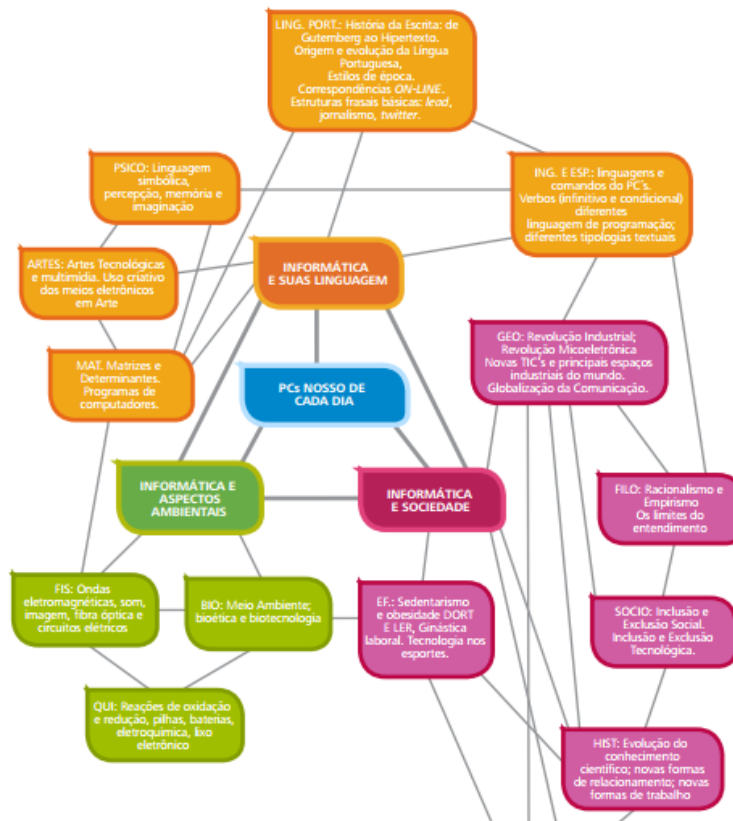 LING. PORT.: História da Escrita: de
Gutemberg ao Hipertexto.
Origem e evolução da Língua
Portuguesa,
Estilos de época.
Correspondências ON-LINE.
Estruturas frasais básicas: lead,
jornalismo, twitter.
PSICO: Linguagem
simbólica,
percepção, memória e
imaginação
ING. E ESP.: linguagens e
comandos do PC´s.
Verbos (infinitivo e condicional)
diferentes
linguagem de programação;
diferentes tipologias textuais
ARTES: Artes Tecnológicas
e multimídia. Uso criativo
dos meios eletrônicos
em Arte
INFORMÁTICA
E SUAS LINGUAGEM
MAT. Matrizes e
Determinantes.
Programas de
computadores.
PCs NOSSO DE
CADA DIA
GEO: Revolução Industrial;
Revolução Micoeletrônica
Novas TIC's e principais espaços
industriais do mundo.
Globalização da Comunicação.
INFORMÁTICA E
ASPECTOS
AMBIENTAIS
INFORMÁTICA
E SOCIEDADE
FILO: Racionalismo e
Empirismo
Os limites do
entendimento
FIS: Ondas
eletromagnéticas, som,
imagem, fibra óptica e
circuitos elétricos
BIO: Meio Ambiente;
bioética e biotecnologia
EF.: Sedentarismo
e obesidade DORT
E LER, Ginástica
laboral. Tecnologia nos
esportes.
SOCIO: Inclusão e
Exclusão Social.
Inclusão e Exclusão
Tecnológica.
QUI: Reações de oxidação
e redução, pilhas, baterias,
eletroquímica, lixo
eletrônico
HIST: Evolução do
conhecimento
científico; novas formas
de relacionamento; novas
formas de trabalho